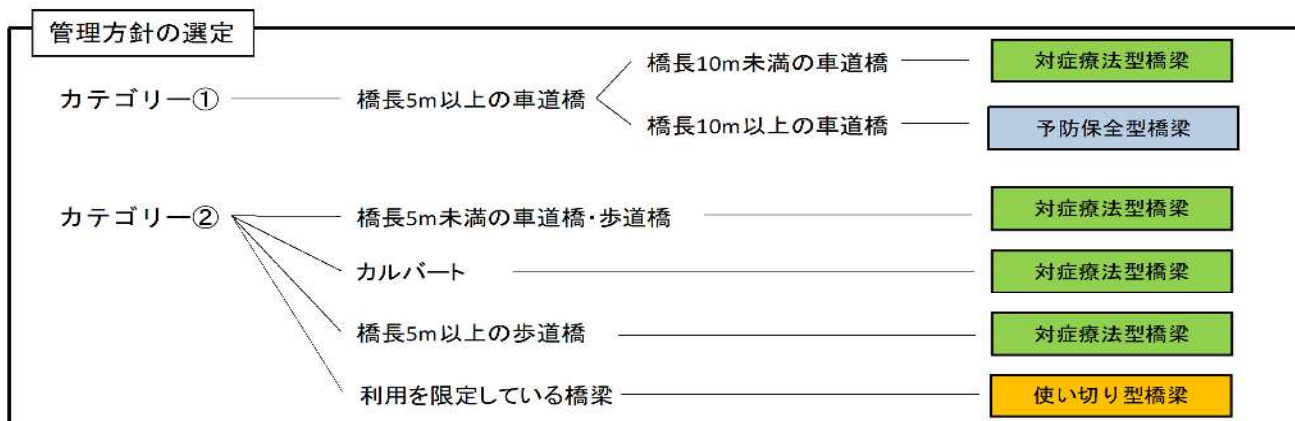 管理方針の選定
橋長10m未満の車道橋
対症療法型橋梁
カテゴリー①
橋長5m以上の車道橋
橋長10m以上の車道橋
予防保全型橋梁
カテゴリー②
橋長5m未満の車道橋・歩道橋
対症療法型橋梁
カルバート
対症療法型橋梁
橋長5m以上の歩道橋
対症療法型橋梁
利用を限定している橋梁
使い切り型橋梁